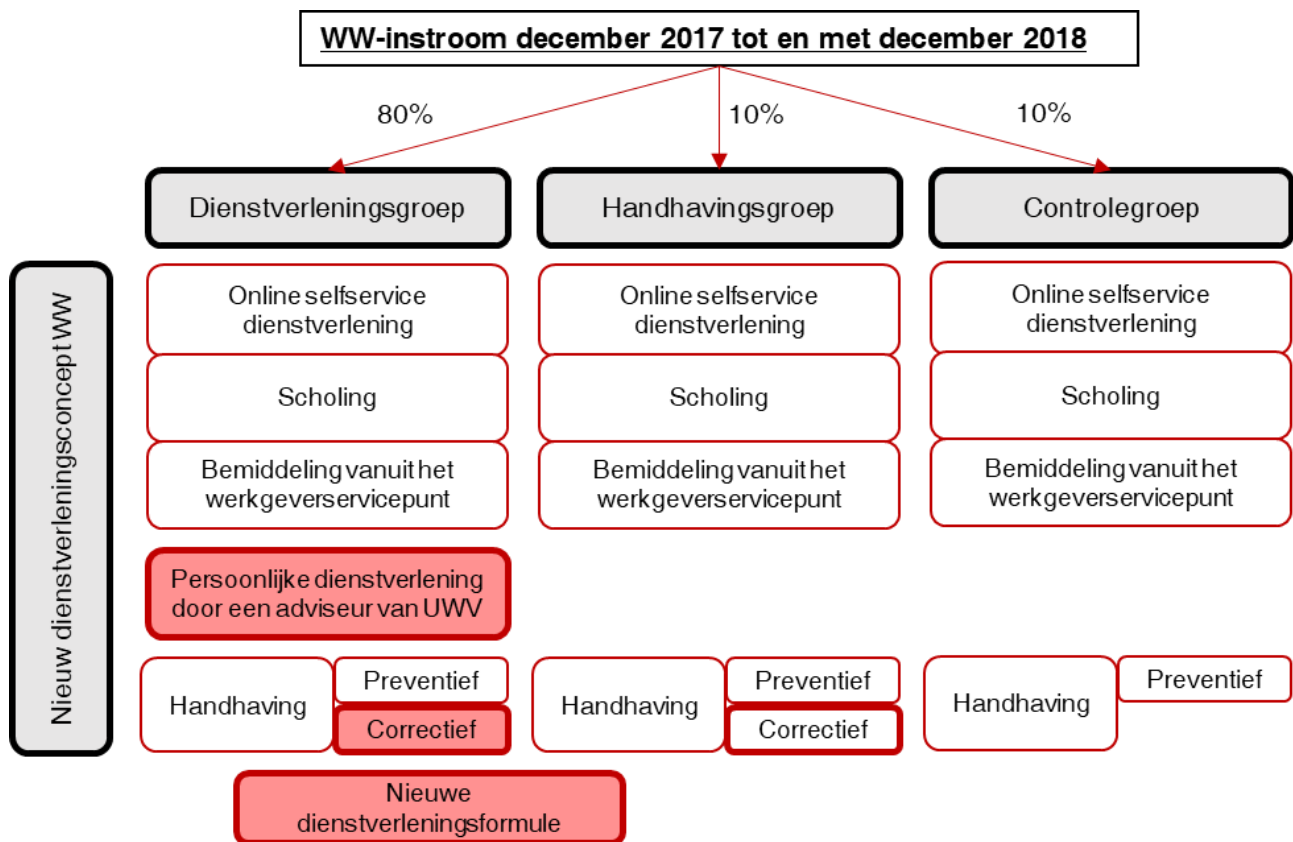 WW-instroom december 2017 tot en met december 2018
80%
10%
10%
Dienstverleningsgroep
Handhavingsgroep
Controlegroep
Nieuw dienstverleningsconcept WW
Online selfservice
dienstverlening
Online selfservice
dienstverlening
Online selfservice
dienstverlening
Scholing
Scholing
Scholing
Bemiddeling vanuit het
werkgeverservicepunt
Bemiddeling vanuit het
werkgeverservicepunt
Bemiddeling vanuit het
werkgeverservicepunt
Persoonlijke dienstverlening
door een adviseur van UWV
Handhaving
Preventief
Correctief
Handhaving
Preventief
Correctief
Handhaving
Preventief
Nieuwe
dienstverleningsformule